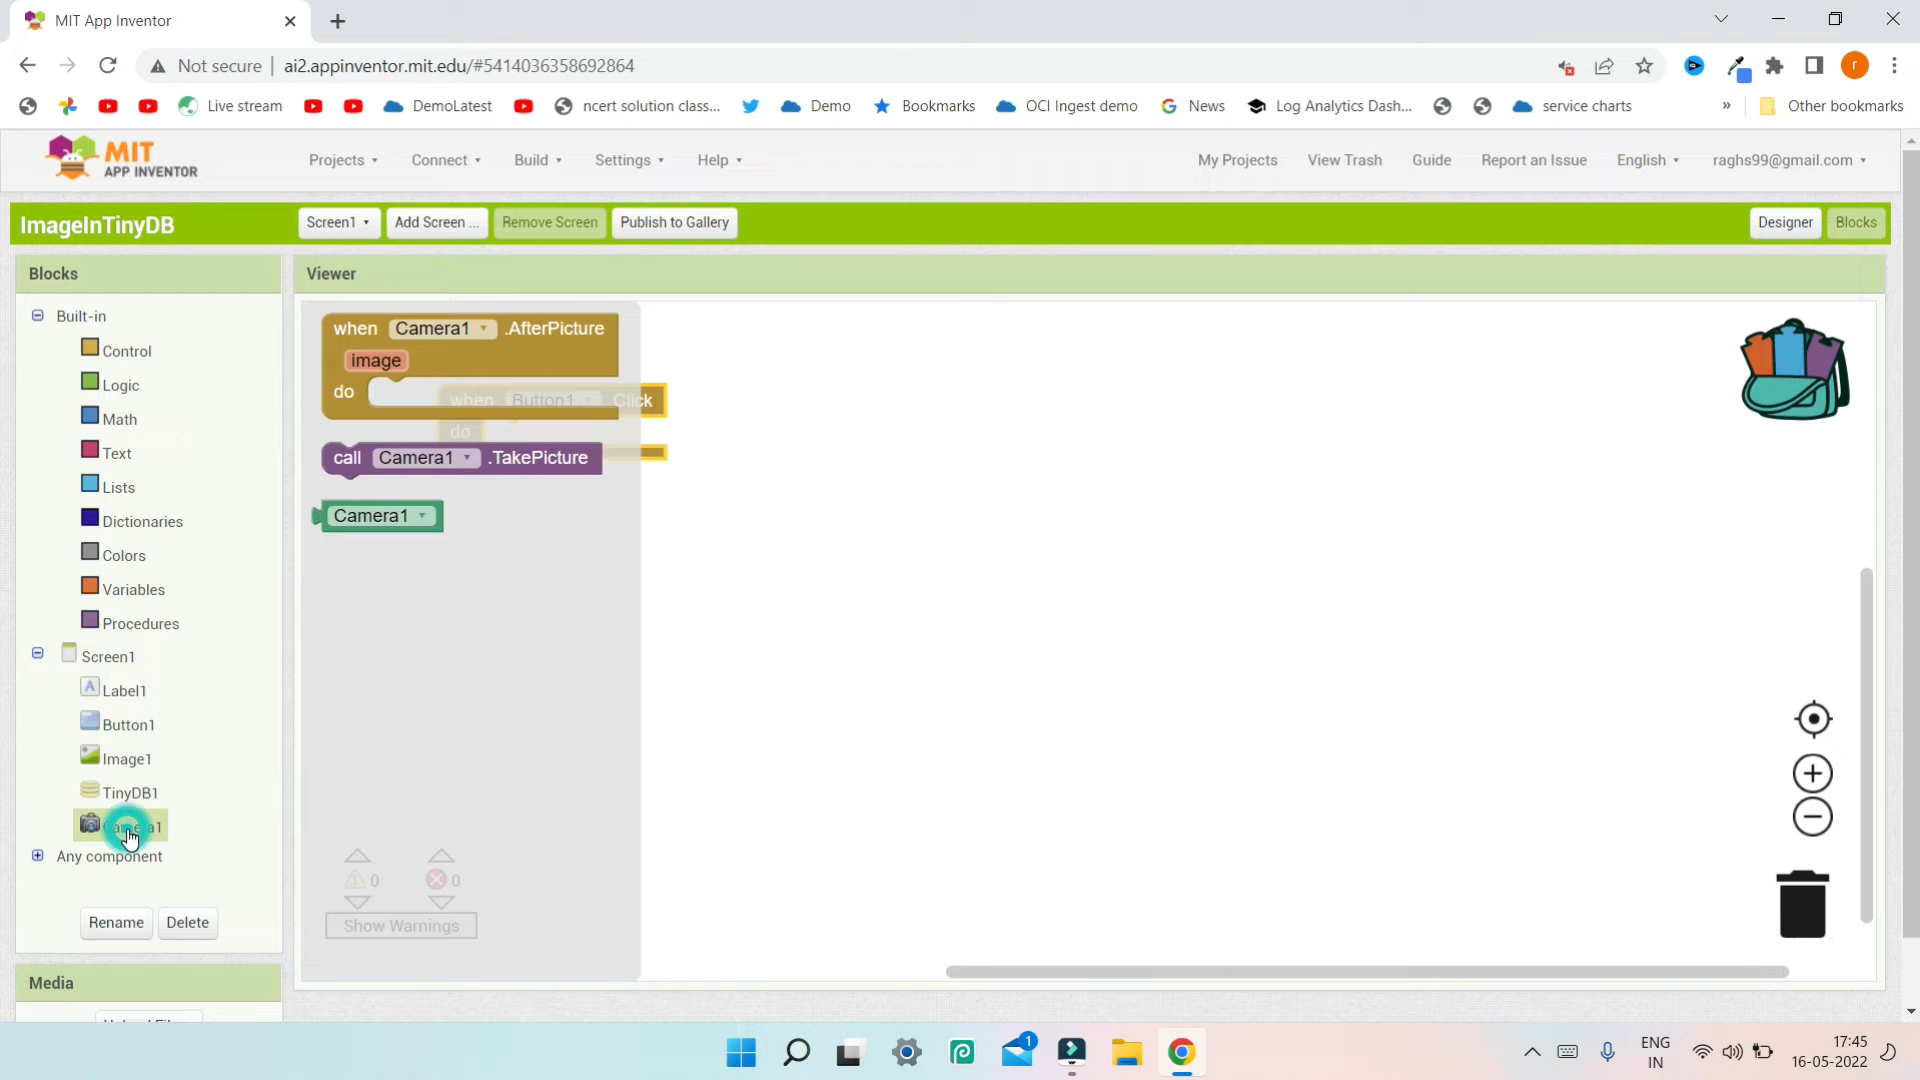 MIT App Inventor
Not secure
ai2.appinventor.mit.edu/#5414036358692864
r
Live stream
DemoLatest
ncert solution class...
Demo
Bookmarks
OCI Ingest demo
News
Log Analytics Dash...
service charts
»
Other bookmarks
MIT
APP INVENTOR
Projects
Connect
Build
Settings
Help
My Projects
View Trash
Guide
Report an Issue
English
raghs99@gmail.com
ImageInTinyDB
Screen1
Add Screen ...
Remove Screen
Publish to Gallery
Designer
Blocks
Blocks
Viewer
Built-in
Control
Logic
Math
Text
Lists
Dictionaries
Colors
Variables
Procedures
Screen1
Label1
Button1
Image1
TinyDB1
Camera1
Any component
Rename
Delete
Media
when Camera1 .AfterPicture
image
do
when Button1 .Click
do
call Camera1 .TakePicture
Camera1
0
0
Show Warnings
1
ENG
IN
17:45
16-05-2022